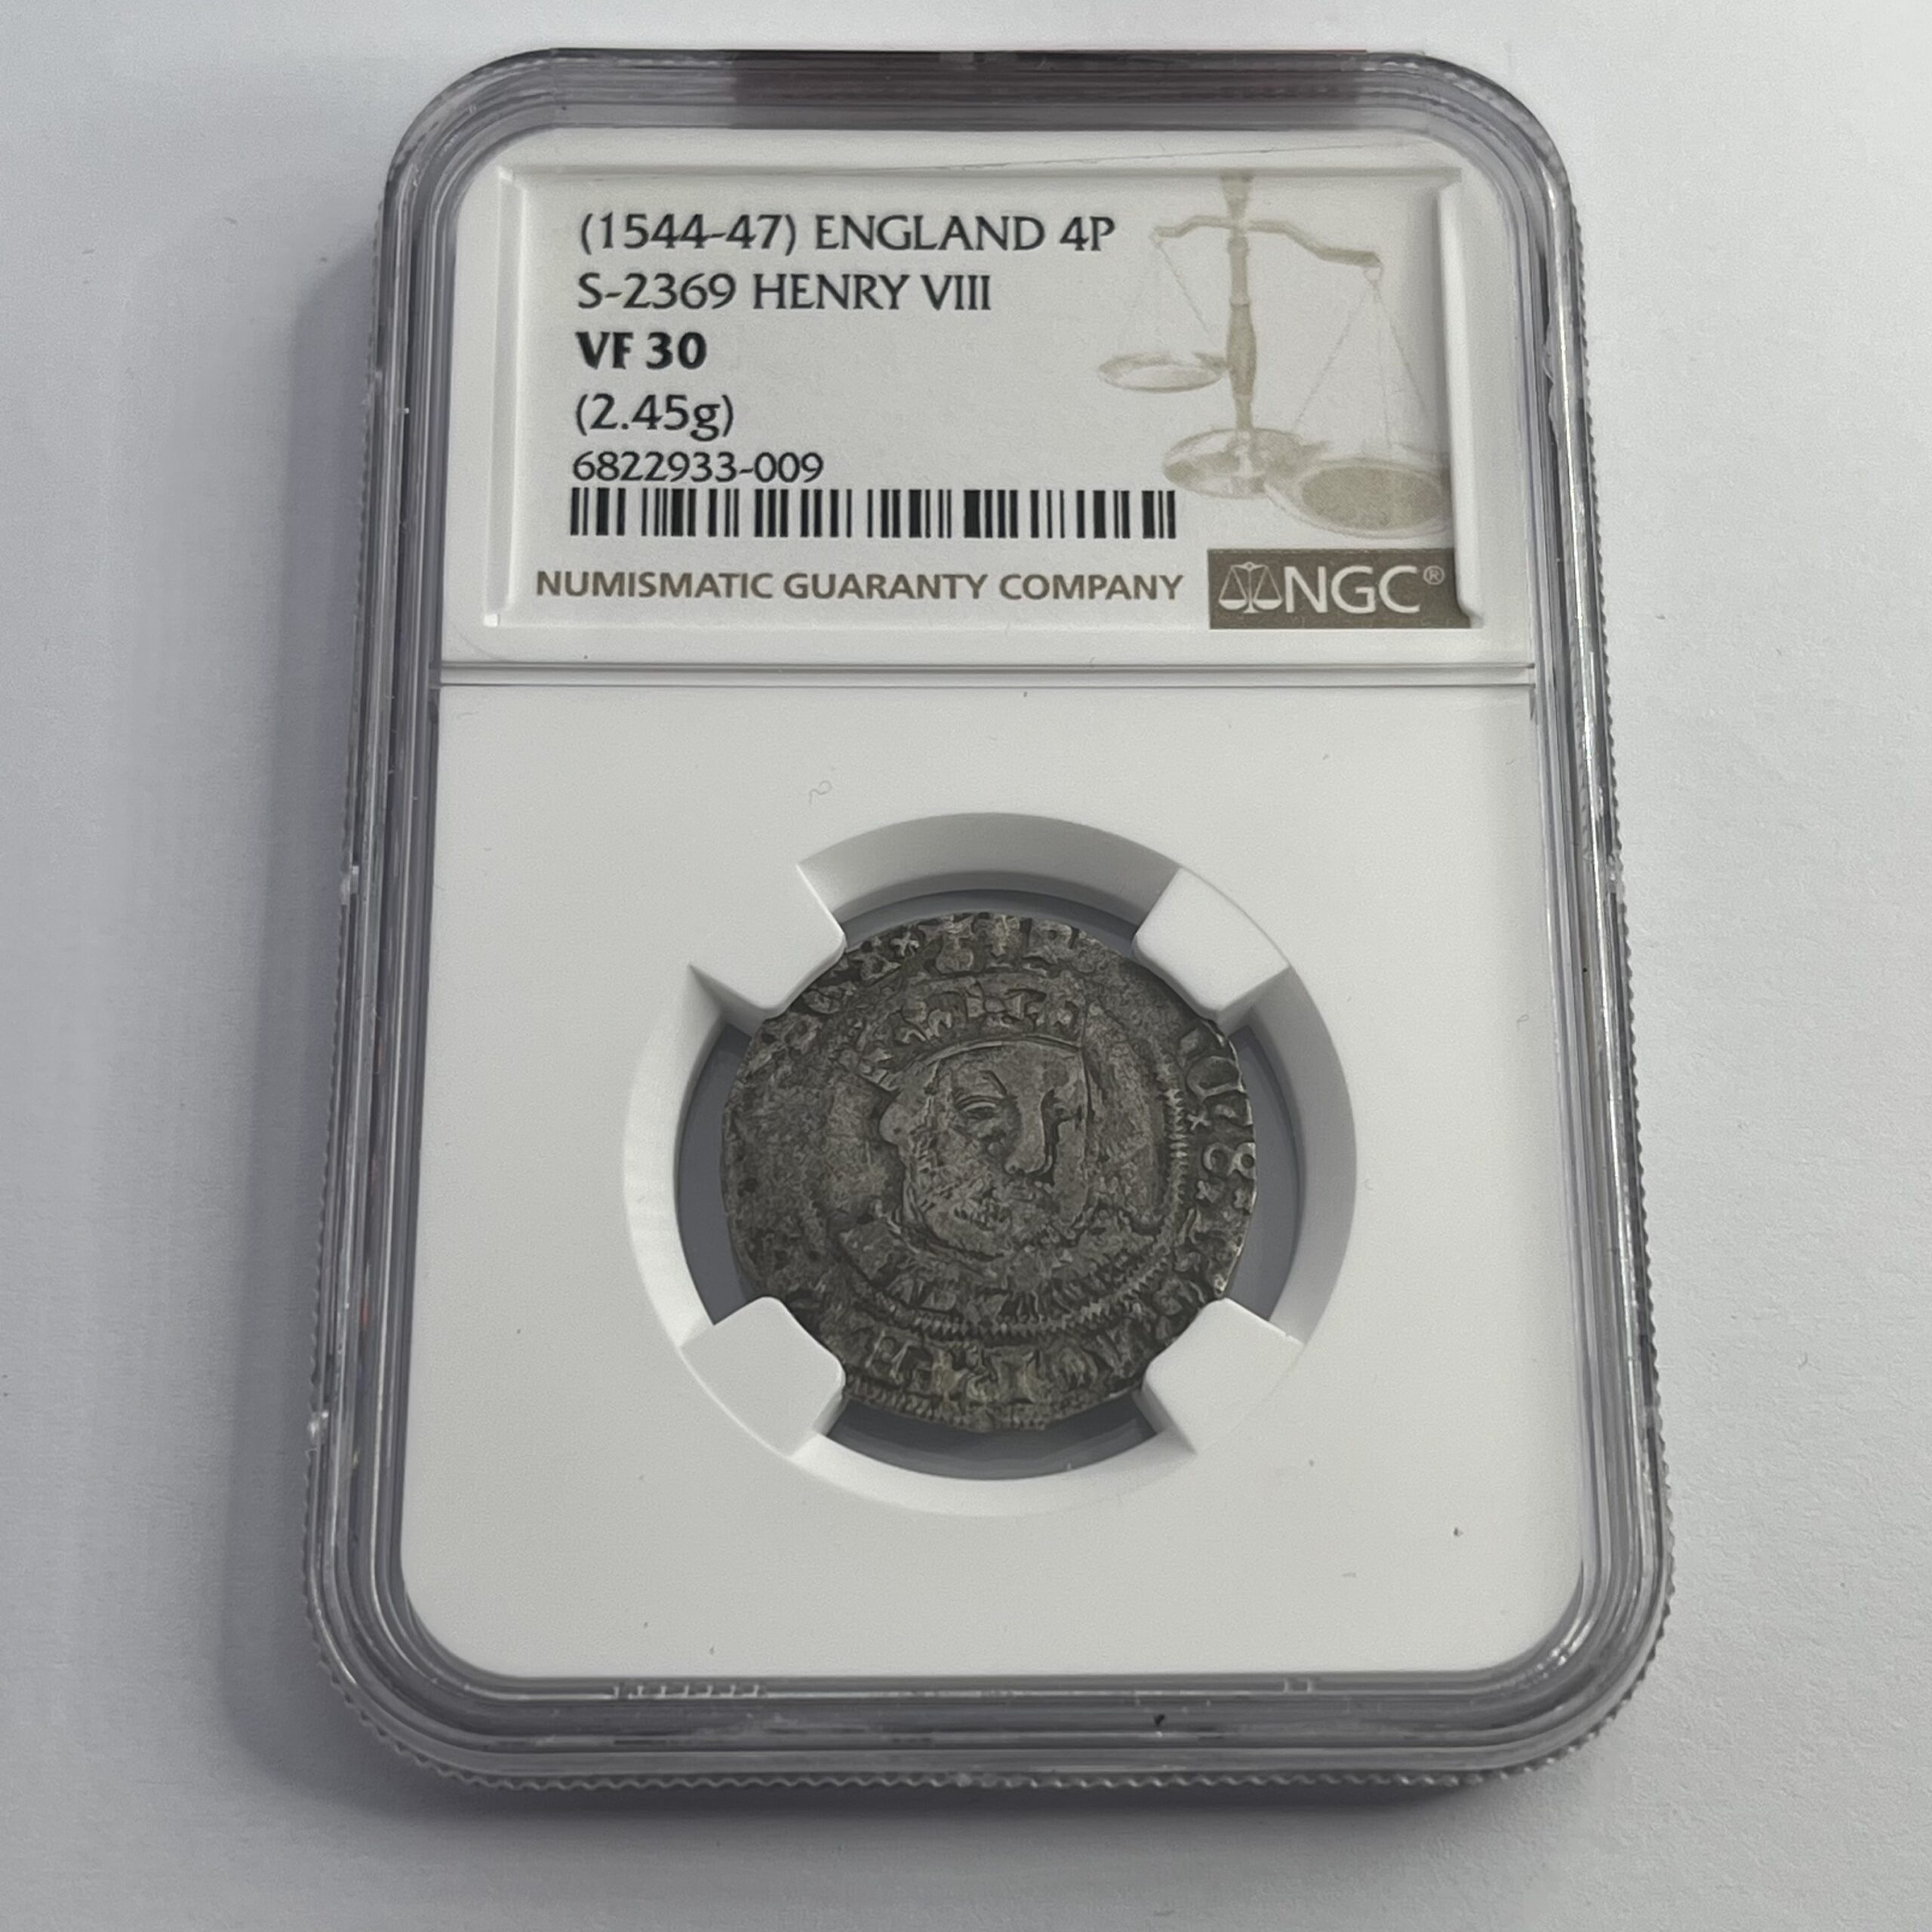 (1544-47) ENGLAND 4P
S-2369 HENRY VIII
VF 30
(2.45g)
6822933-009
NUMISMATIC GUARANTY COMPANY
NGC®